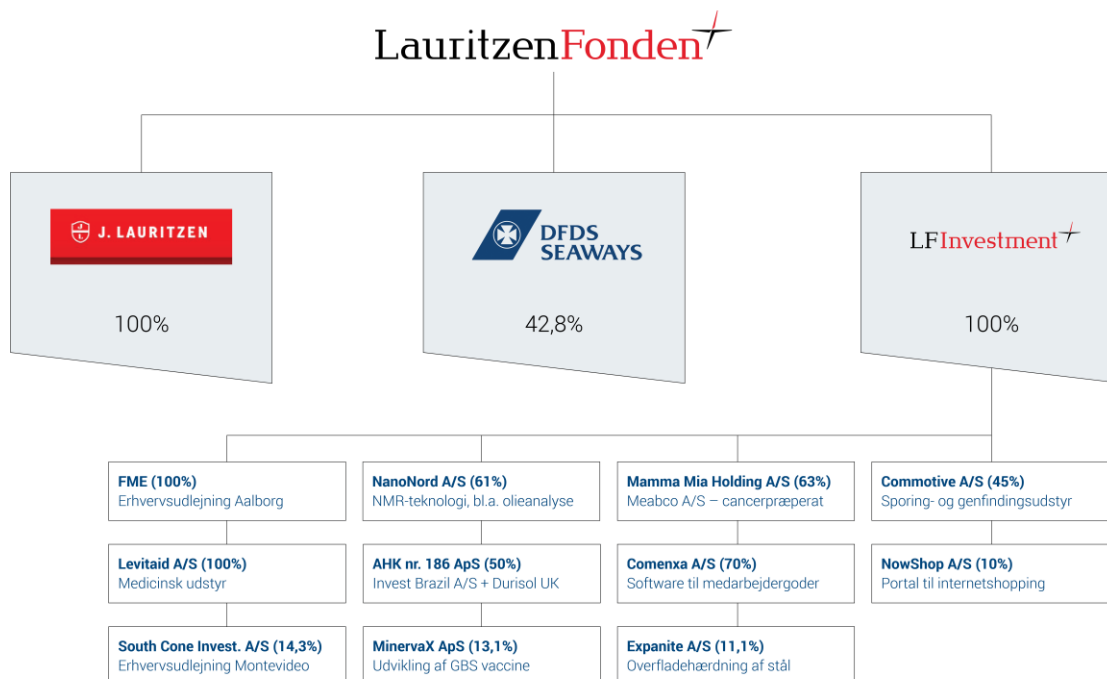 LauritzenFonden
J. LAURITZEN
100%
DFDS
SEAWAYS
42,8%
LFInvestment
100%
FME (100%)
Erhvervsudlejning Aalborg
NanoNord A/S (61%)
NMR-teknologi, bl.a. olieanalyse
Mamma Mia Holding A/S (63%)
Meabco A/S – cancerpræperat
Commotive A/S (45%)
Sporing- og genfindingsudstyr
Levitaid A/S (100%)
Medicinsk udstyr
AHK nr. 186 ApS (50%)
Invest Brazil A/S + Durisol UK
Comenxa A/S (70%)
Software til medarbejdergoder
NowShop A/S (10%)
Portal til internetshopping
South Cone Invest. A/S (14,3%)
Erhvervsudlejning Montevideo
MinervaX ApS (13,1%)
Udvikling af GBS vaccine
Expanite A/S (11,1%)
Overfladehærdning af stål